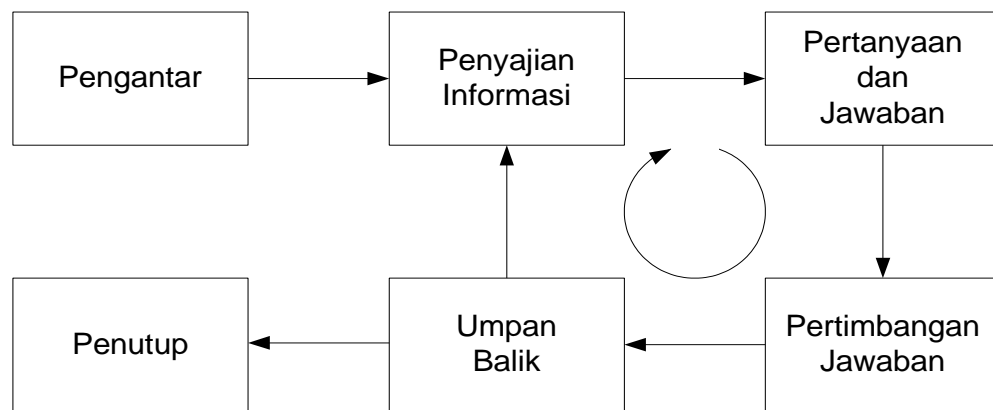 Pengantar
Penyajian
Informasi
Pertanyaan
dan
Jawaban
Penutup
Umpan
Balik
Pertimbangan
Jawaban